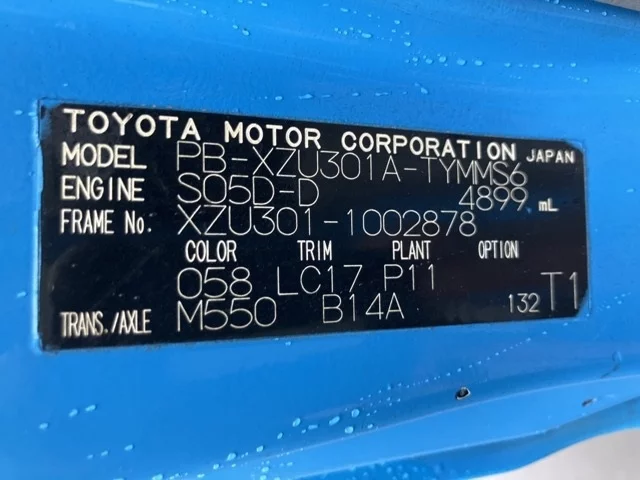 TOYOTA MOTOR CORPORATION JAPAN
MODEL PB-XZU301A-TYMMS6
ENGINE S05D-D 4899 mL
FRAME No. XZU301-1002878
COLOR TRIM PLANT OPTION
058 LC17 P11
TRANS./AXLE M550 B14A 132 T1